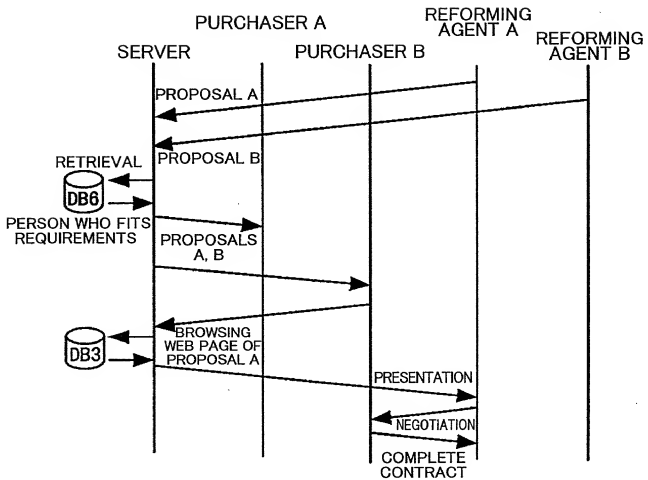 PURCHASER A
REFORMING
AGENT A
SERVER
PURCHASER B
REFORMING
AGENT B
PROPOSAL A
PROPOSAL B
RETRIEVAL
DB6
PERSON WHO FITS
REQUIREMENTS
PROPOSALS
A, B
BROWSING
WEB PAGE OF
PROPOSAL A
DB3
PRESENTATION
NEGOTIATION
COMPLETE
CONTRACT